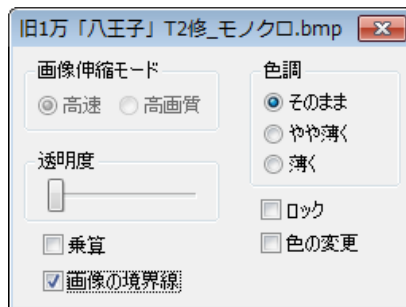 旧1万「八王子」T2修_モノクロ.bmp
画像伸縮モード
高速 高画質
透明度
乗算
画像の境界線
色調
そのまま
やや薄く
薄く
ロック
色の変更